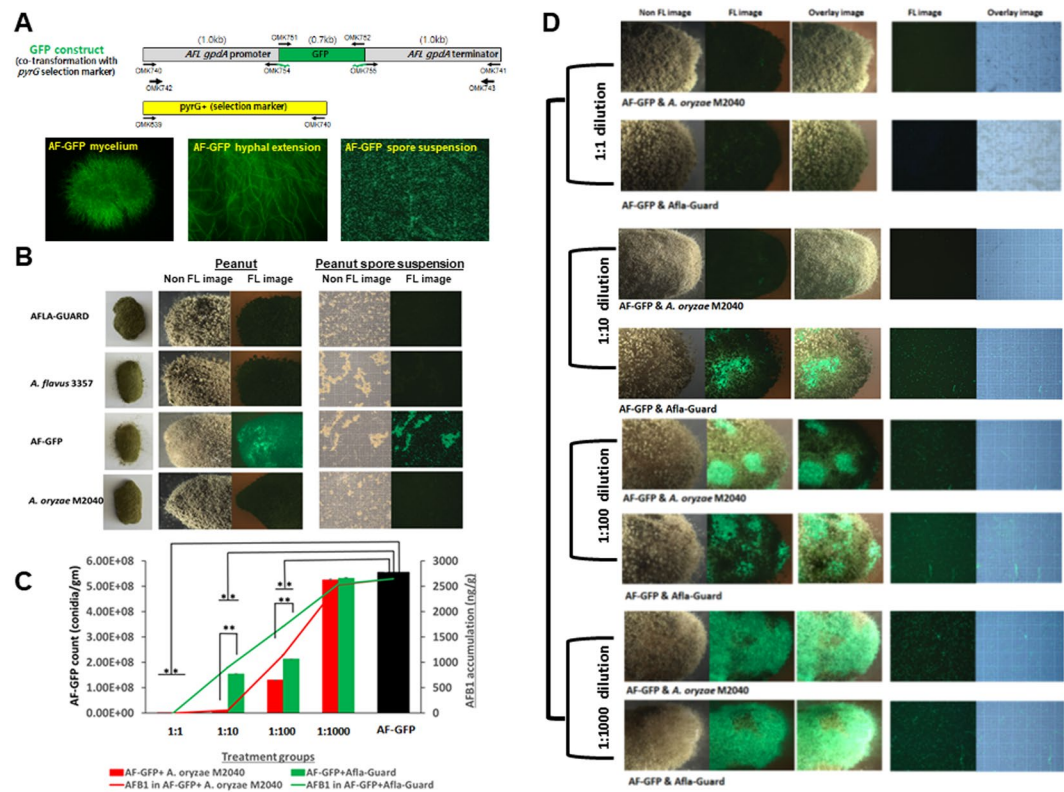 A
GFP construct
(co-transformation with
pyrG selection marker)
(1.0kb)
OMK751
(0.7kb)
OMK752
(1.0kb)
AFL gpdA promoter
GFP
AFL gpdA terminator
OMK740
OMK754
OMK755
OMK741
OMK742
OMK743
pyrG+ (selection marker)
OMK639
OMK740
AF-GFP mycelium
AF-GFP hyphal extension
AF-GFP spore suspension
B
Peanut
Peanut spore suspension
Non FL image
FL image
Non FL image
FL image
AFLA-GUARD
A. flavus 3357
AF-GFP
A. oryzae M2040
C
AF-GFP count (conidia/gm)
6.00E+08
5.00E+08
4.00E+08
3.00E+08
2.00E+08
1.00E+08
0.00E+00
**
**
**
**
**
3000
2500
2000
1500
1000
500
0
AFB1 accumulation (ng/g)
1:1
1:10
1:100
1:1000
AF-GFP
Treatment groups
AF-GFP+ A. oryzae M2040
AF-GFP+Afla-Guard
AFB1 in AF-GFP+ A. oryzae M2040
AFB1 in AF-GFP+Afla-Guard
D
Non FL image
FL image
Overlay image
FL image
Overlay image
1:1 dilution
AF-GFP & A. oryzae M2040
AF-GFP & Afla-Guard
1:10 dilution
AF-GFP & A. oryzae M2040
AF-GFP & Afla-Guard
1:100 dilution
AF-GFP & A. oryzae M2040
AF-GFP & Afla-Guard
1:1000 dilution
AF-GFP & A. oryzae M2040
AF-GFP & Afla-Guard